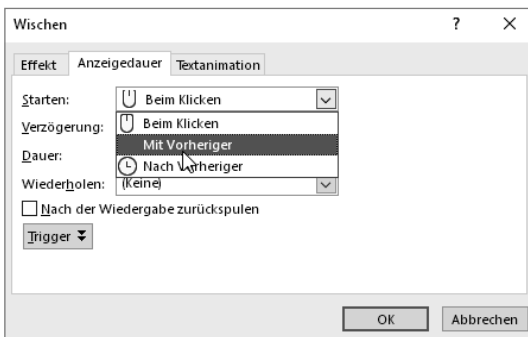 Wischen ? ×
Effekt Anzeigedauer Textanimation
Starten: Beim Klicken
Verzögerung: Beim Klicken
Mit Vorheriger
Dauer: Nach Vorheriger
Wiederholen: (Keine)
Nach der Wiedergabe zurückspulen
Trigger
OK Abbrechen